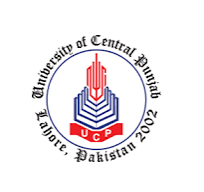 University of Central Punjab
UCP
Lahore, Pakistan 2002